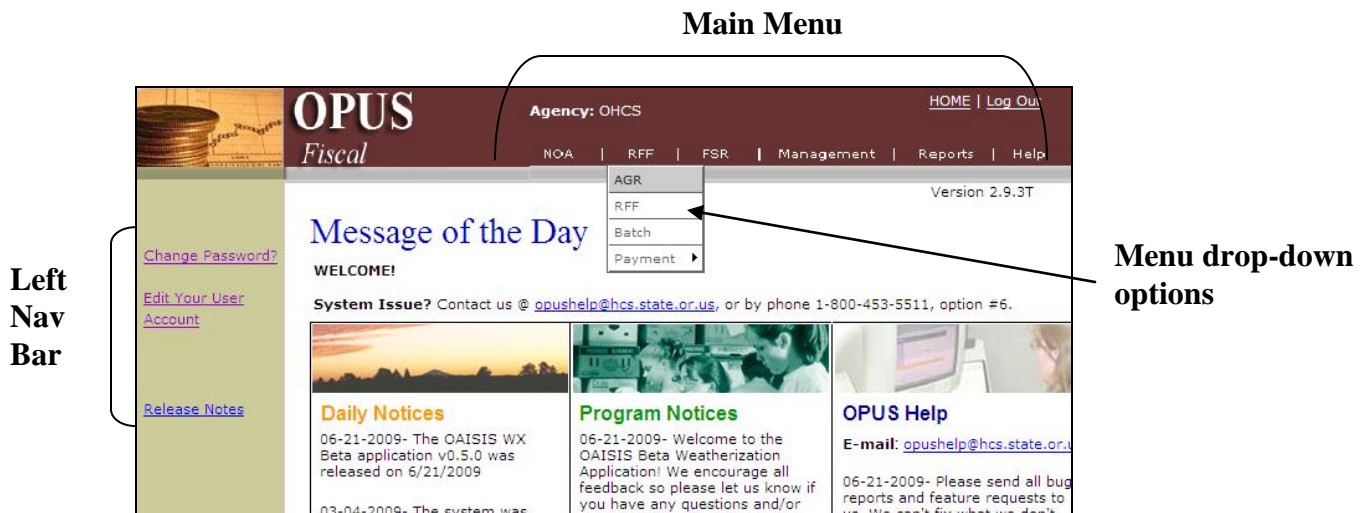 Main Menu
OPUS
Fiscal
Agency: OHCS
HOME | Log Out
NOA | RFF | FSR | Management | Reports | Help
AGR
RFF
Batch
Payment
Version 2.9.3T
Left
Nav
Bar
Change Password?
Edit Your User
Account
Release Notes
Message of the Day
WELCOME!
System Issue? Contact us @ opushelp@hcs.state.or.us, or by phone 1-800-453-5511, option #6.
Menu drop-down
options
Daily Notices
06-21-2009- The OAISIS WX
Beta application v0.5.0 was
released on 6/21/2009
03-04-2009- The system was
Program Notices
06-21-2009- Welcome to the
OAISIS Beta Weatherization
Application! We encourage all
feedback so please let us know if
you have any questions and/or
OPUS Help
E-mail: opushelp@hcs.state.or.u
06-21-2009- Please send all bug
reports and feature requests to
us. We can't fix what we don't